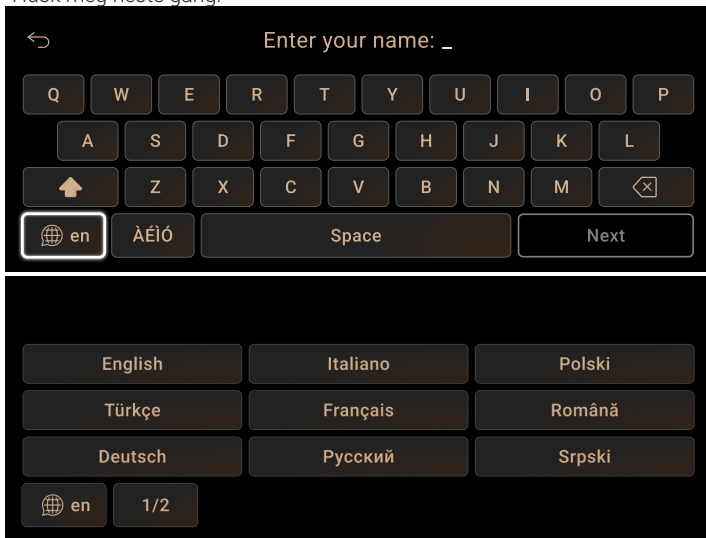 Enter your name: _
Q W E R T Y U I O P
A S D F G H J K L
Z X C V B N M
en ÀÉÌÓ Space Next
English Italiano Polski
Türkçe Français Română
Deutsch Русский Srpski
en 1/2